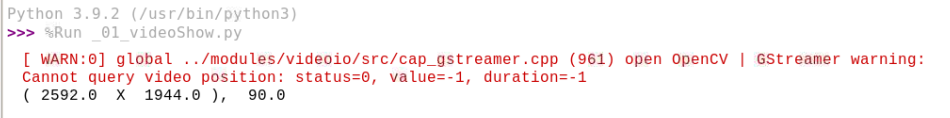 Python 3.9.2 (/usr/bin/python3)
>>> %Run _01_videoShow.py
[ WARN:0] global ../modules/videoio/src/cap_gstreamer.cpp (961) open OpenCV | GStreamer warning:
Cannot query video position: status=0, value=-1, duration=-1
( 2592.0  X  1944.0 ),  90.0